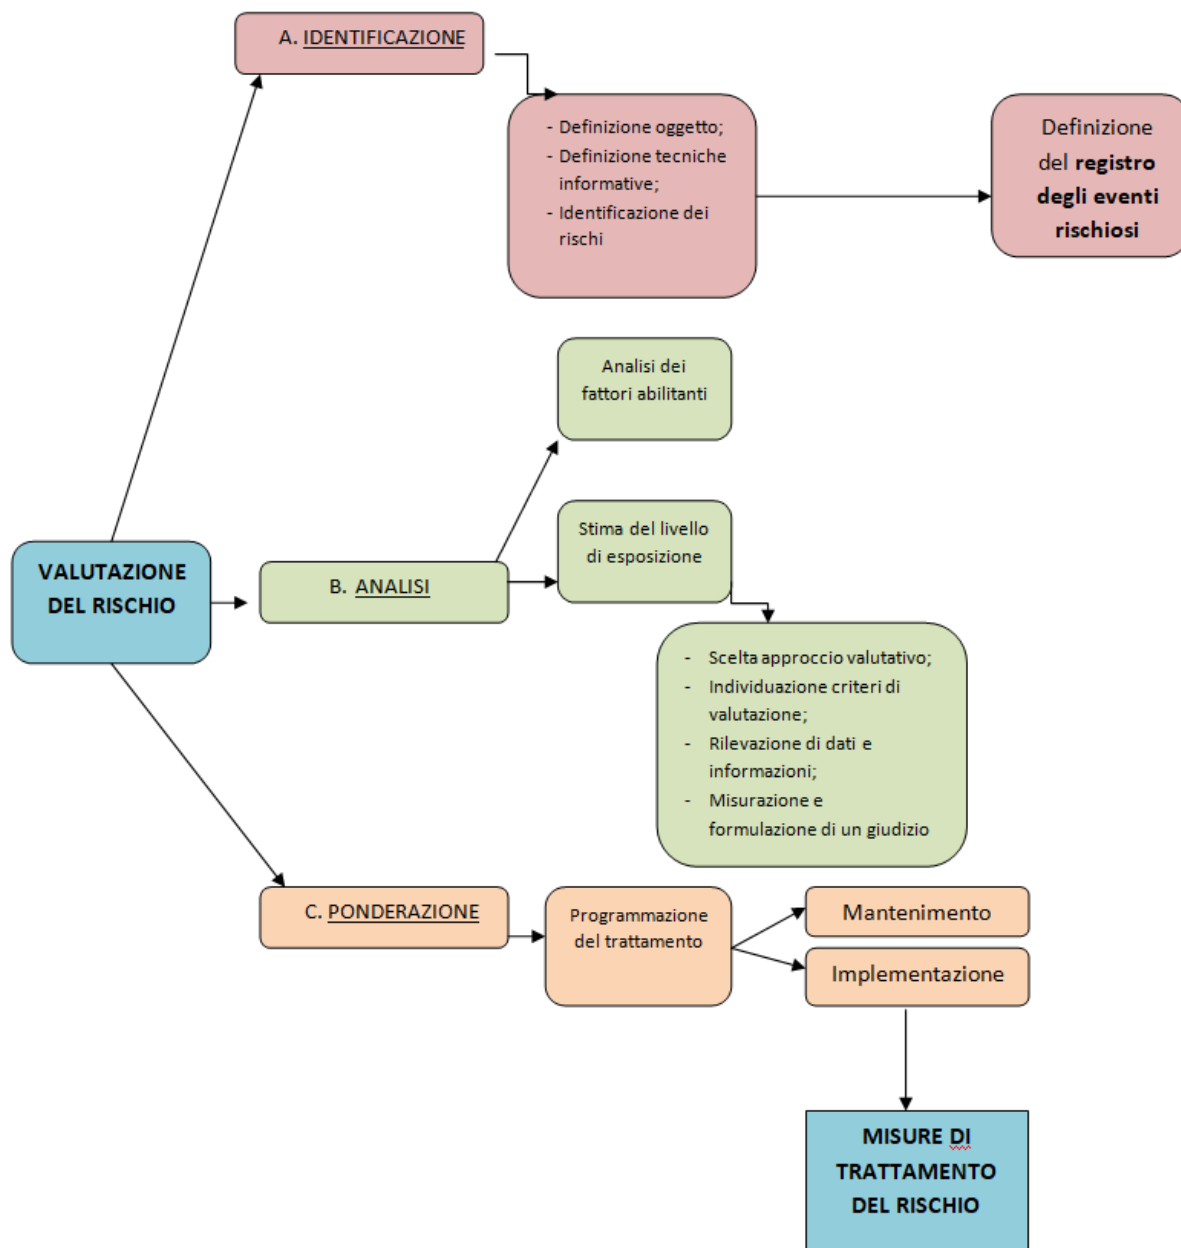 A. IDENTIFICAZIONE
- Definizione oggetto;
- Definizione tecniche
informative;
- Identificazione dei
rischi
Definizione
del registro
degli eventi
rischiosi
Analisi dei
fattori abilitanti
Stima del livello
di esposizione
VALUTAZIONE
DEL RISCHIO
B. ANALISI
- Scelta approccio valutativo;
- Individuazione criteri di
valutazione;
- Rilevazione di dati e
informazioni;
- Misurazione e
formulazione di un giudizio
C. PONDERAZIONE
Programmazione
del trattamento
Mantenimento
Implementazione
MISURE DI
TRATTAMENTO
DEL RISCHIO